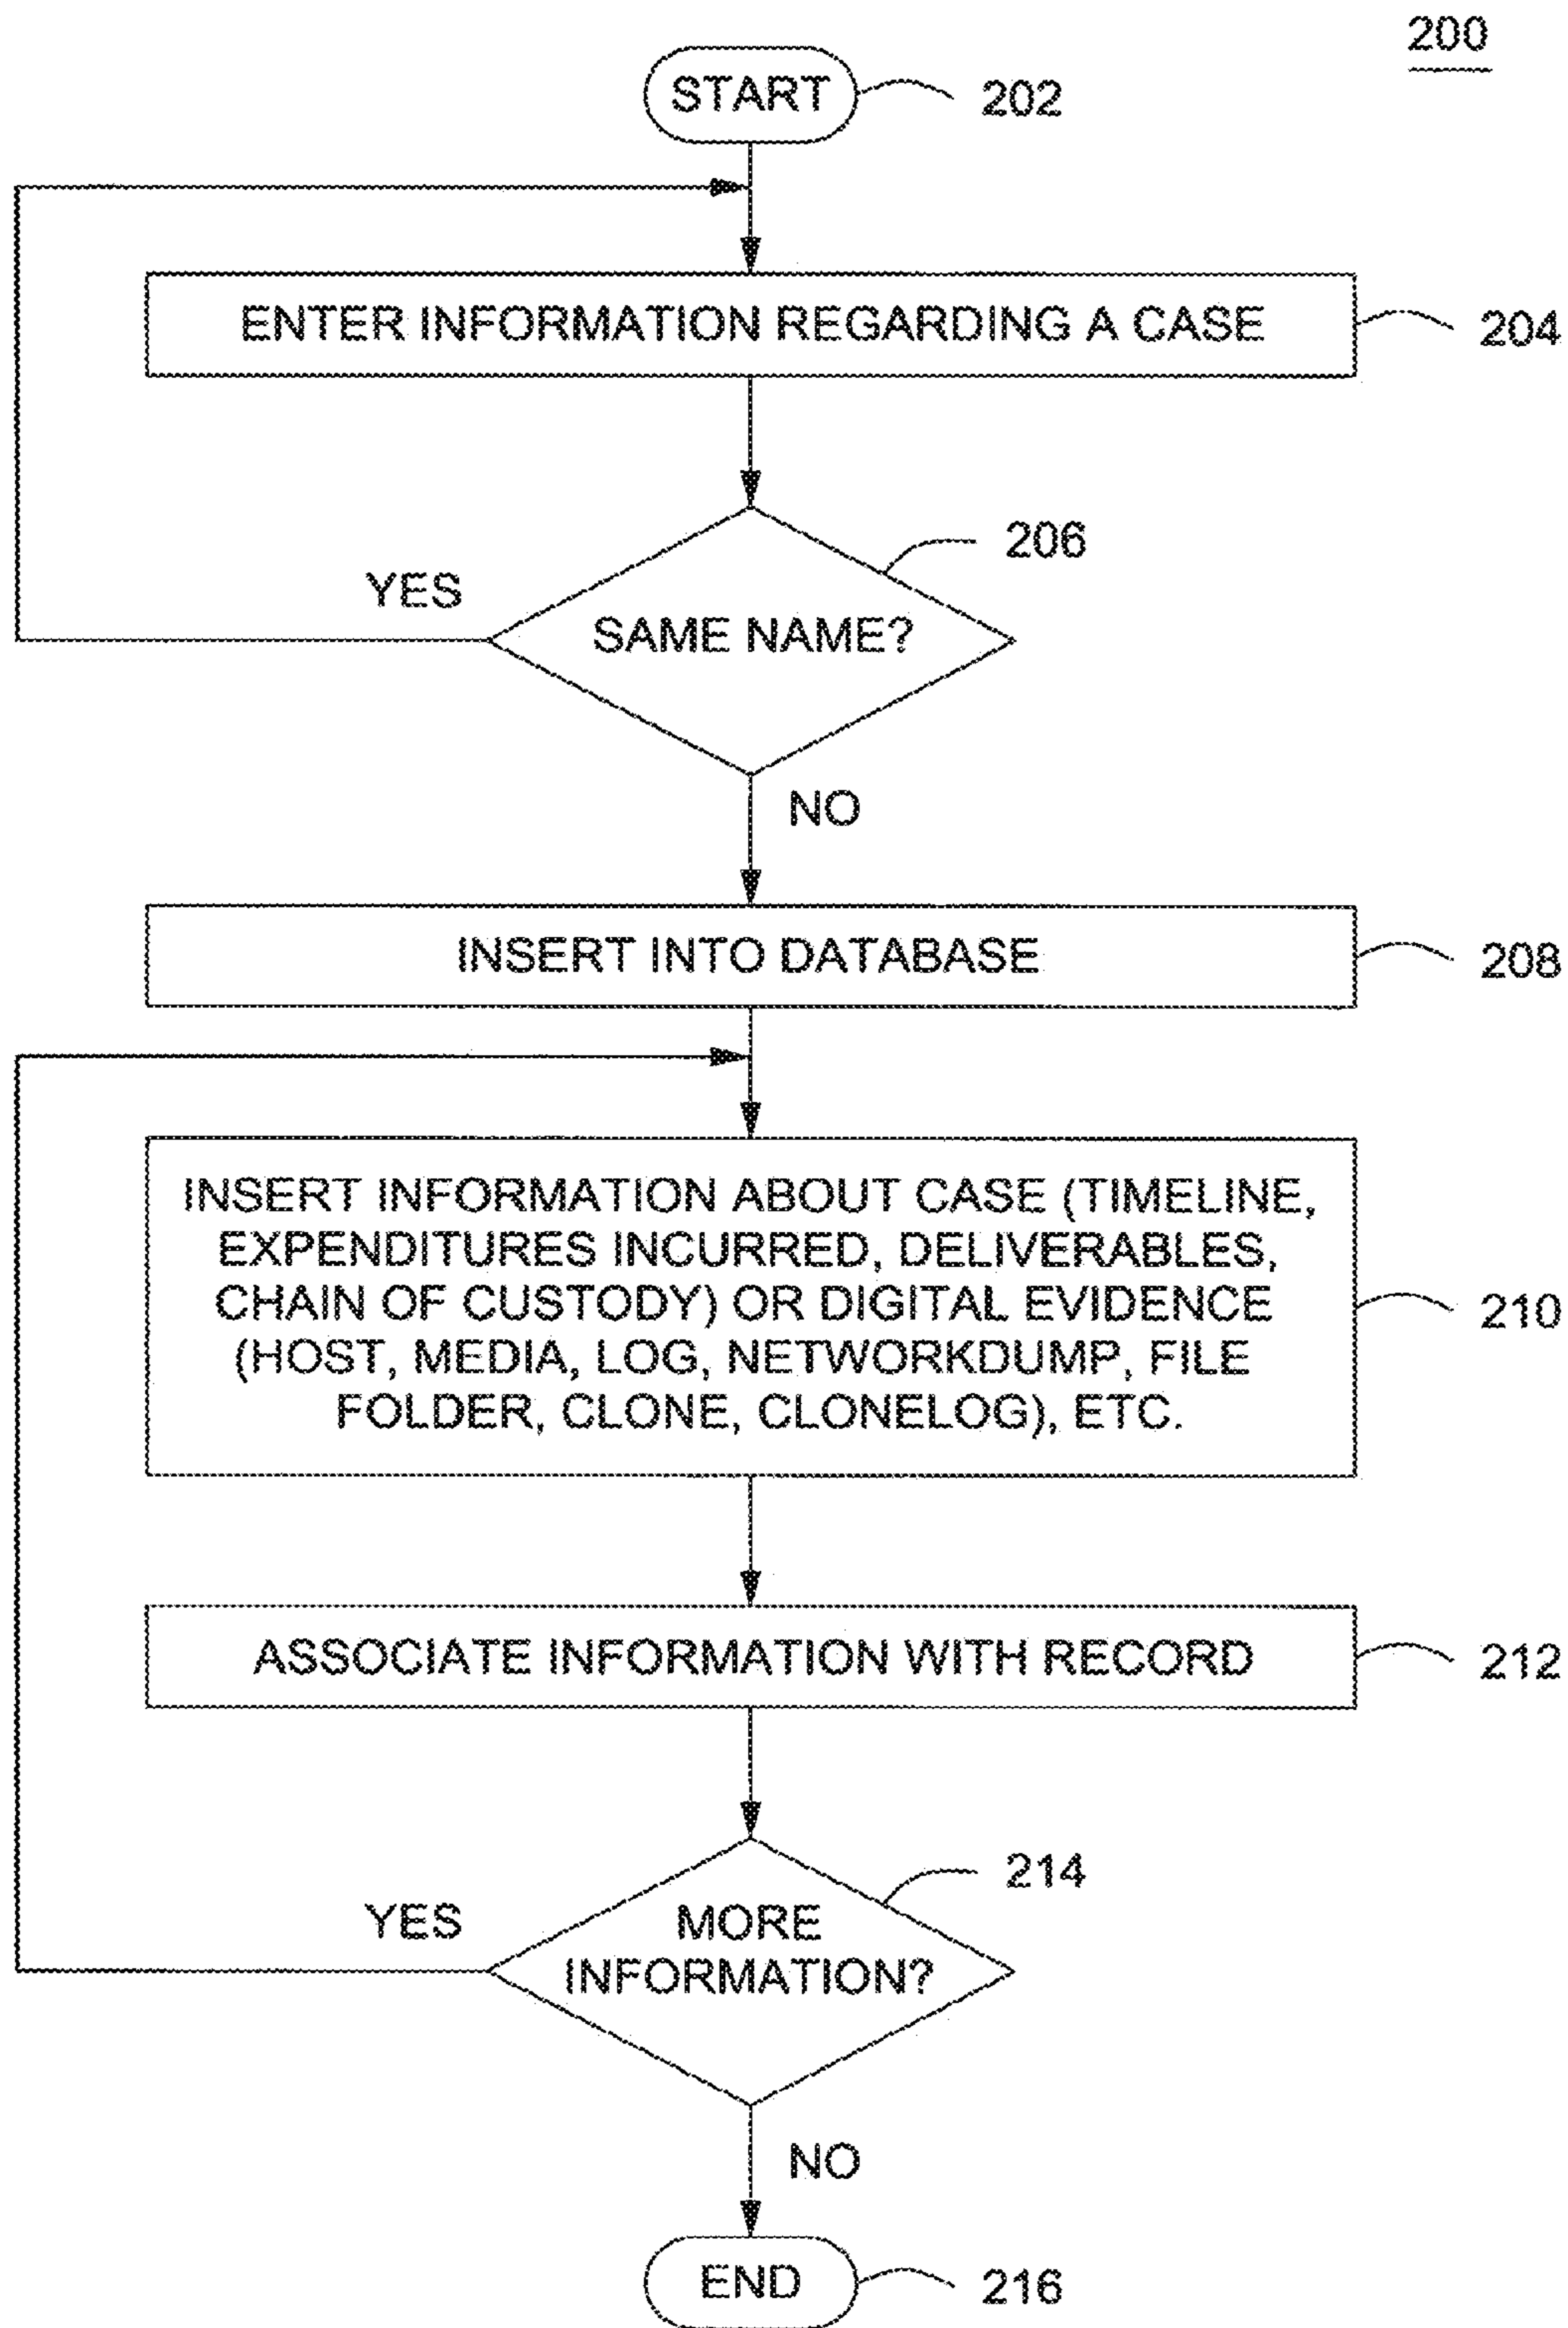 200
START
202
ENTER INFORMATION REGARDING A CASE
204
206
YES
SAME NAME?
NO
INSERT INTO DATABASE
208
INSERT INFORMATION ABOUT CASE (TIMELINE,
EXPENDITURES INCURRED, DELIVERABLES,
CHAIN OF CUSTODY) OR DIGITAL EVIDENCE
(HOST, MEDIA, LOG, NETWORKDUMP, FILE
FOLDER, CLONE, CLONELOG), ETC.
210
ASSOCIATE INFORMATION WITH RECORD
212
214
YES
MORE
INFORMATION?
NO
END
216